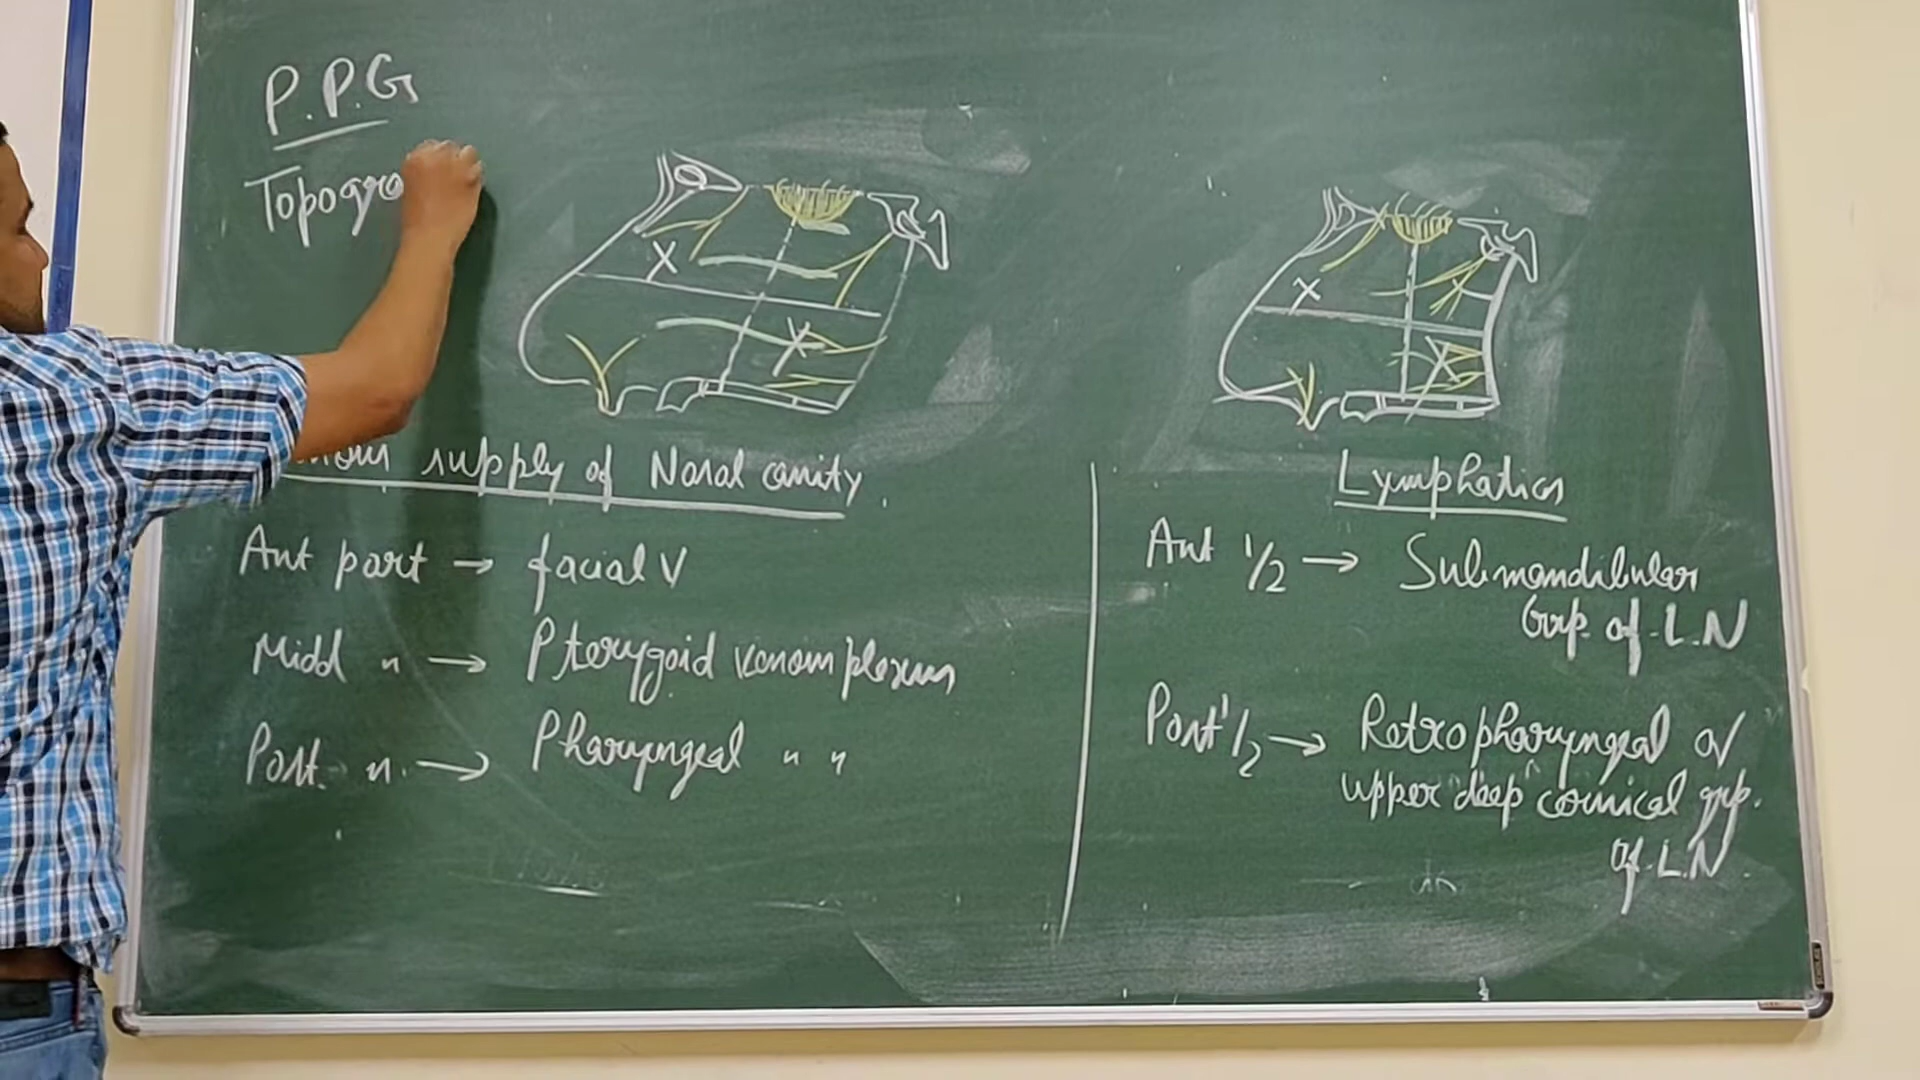 P.P.G
Topogra
supply of Nasal cavity
Ant part → facial V
Midd " → Pterygoid venous plexus
Post. ". → Pharyngeal " "
Lymphatics
Ant 1/2 → Submandibular
Grp. of L.N
Post 1/2 → Retropharyngeal or
upper deep cervical grp.
of L.N.